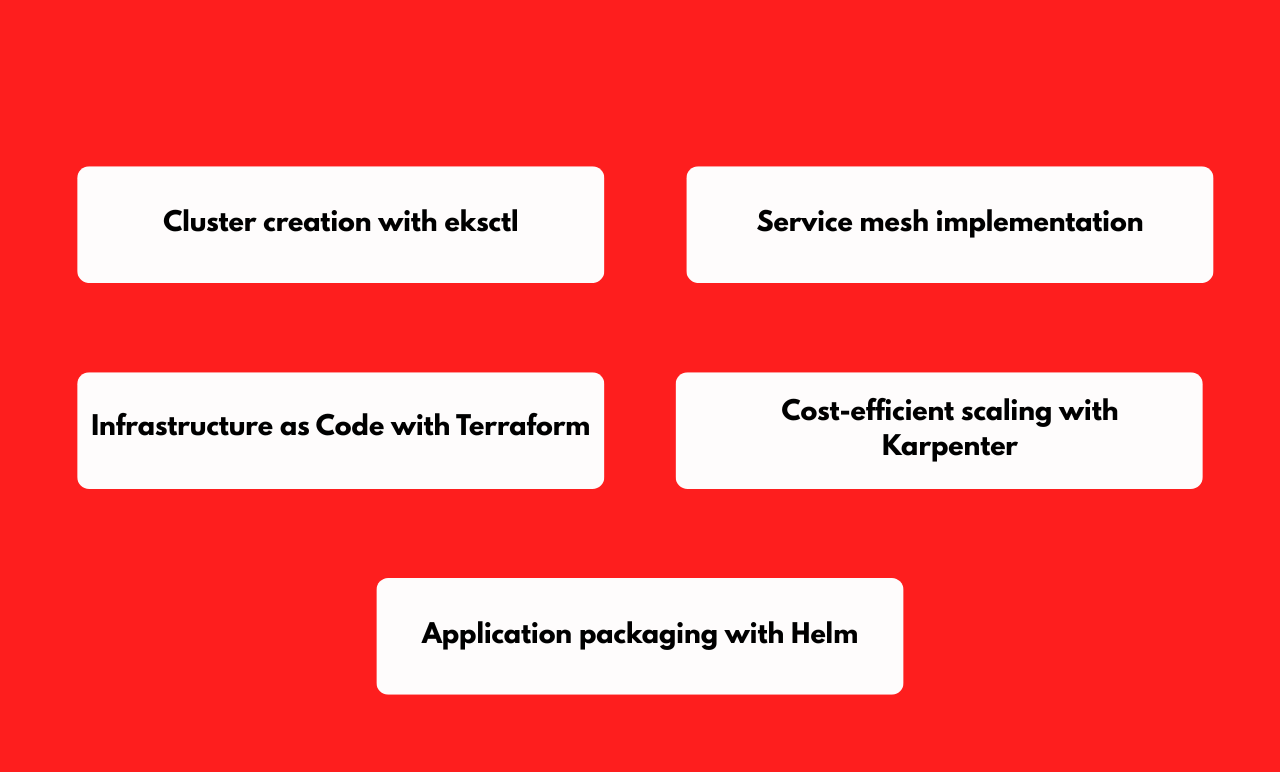 Cluster creation with eksctl
Service mesh implementation
Infrastructure as Code with Terraform
Cost-efficient scaling with
Karpenter
Application packaging with Helm